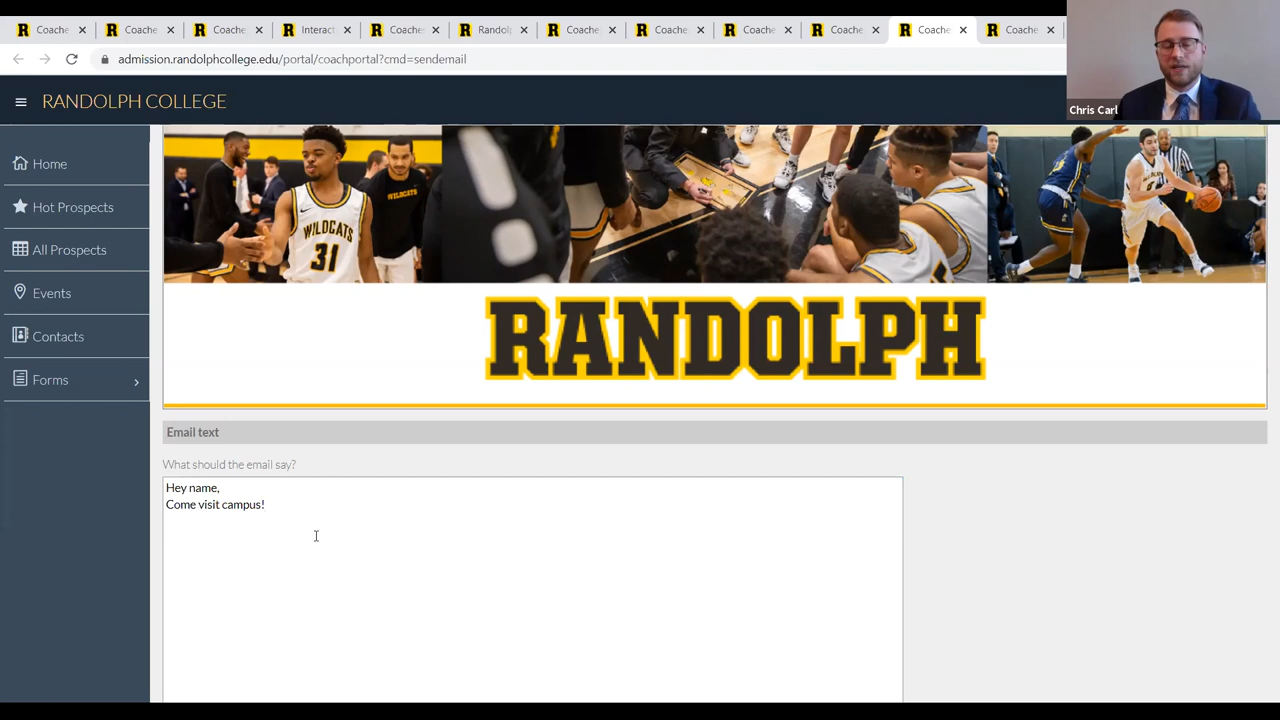 Coache
Coache
Coache
Interact
Coache
Randol
Coache
Coache
Coache
Coache
Coache
Coache
admission.randolphcollege.edu/portal/coachportal?cmd=sendemail
Chris Carl
RANDOLPH COLLEGE
Home
Hot Prospects
All Prospects
Events
Contacts
Forms
WILDCATS
31
RANDOLPH
Email text
What should the email say?
Hey name,
Come visit campus!